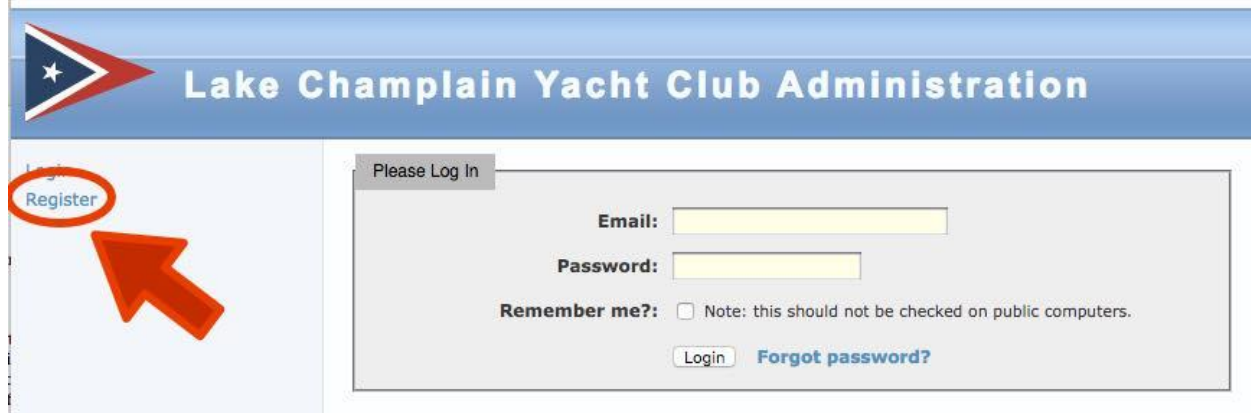 Lake Champlain Yacht Club Administration
Login
Register
Please Log In
Email:
Password:
Remember me?: Note: this should not be checked on public computers.
Login Forgot password?